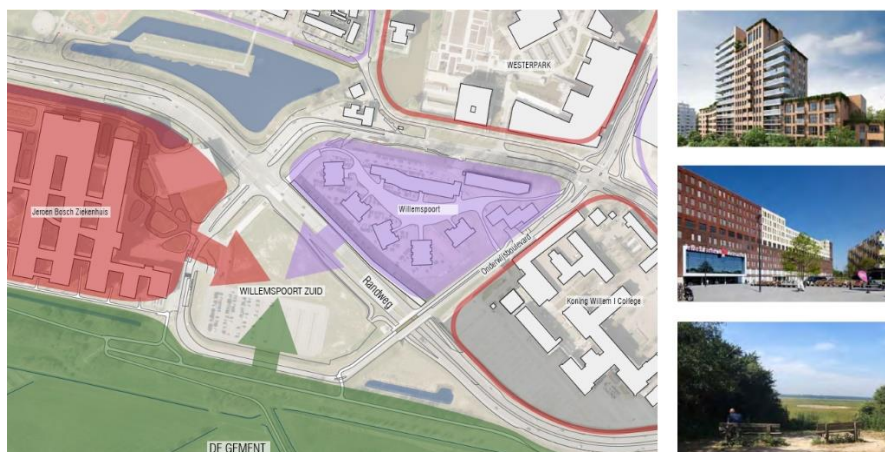 WESTERPARK
Jeroen Bosch Ziekenhuis
Willemspoort
Onderwijsboulevard
WILLEMSPOORT ZUID
Randweg
Koning Willem I College
DE GEMENT